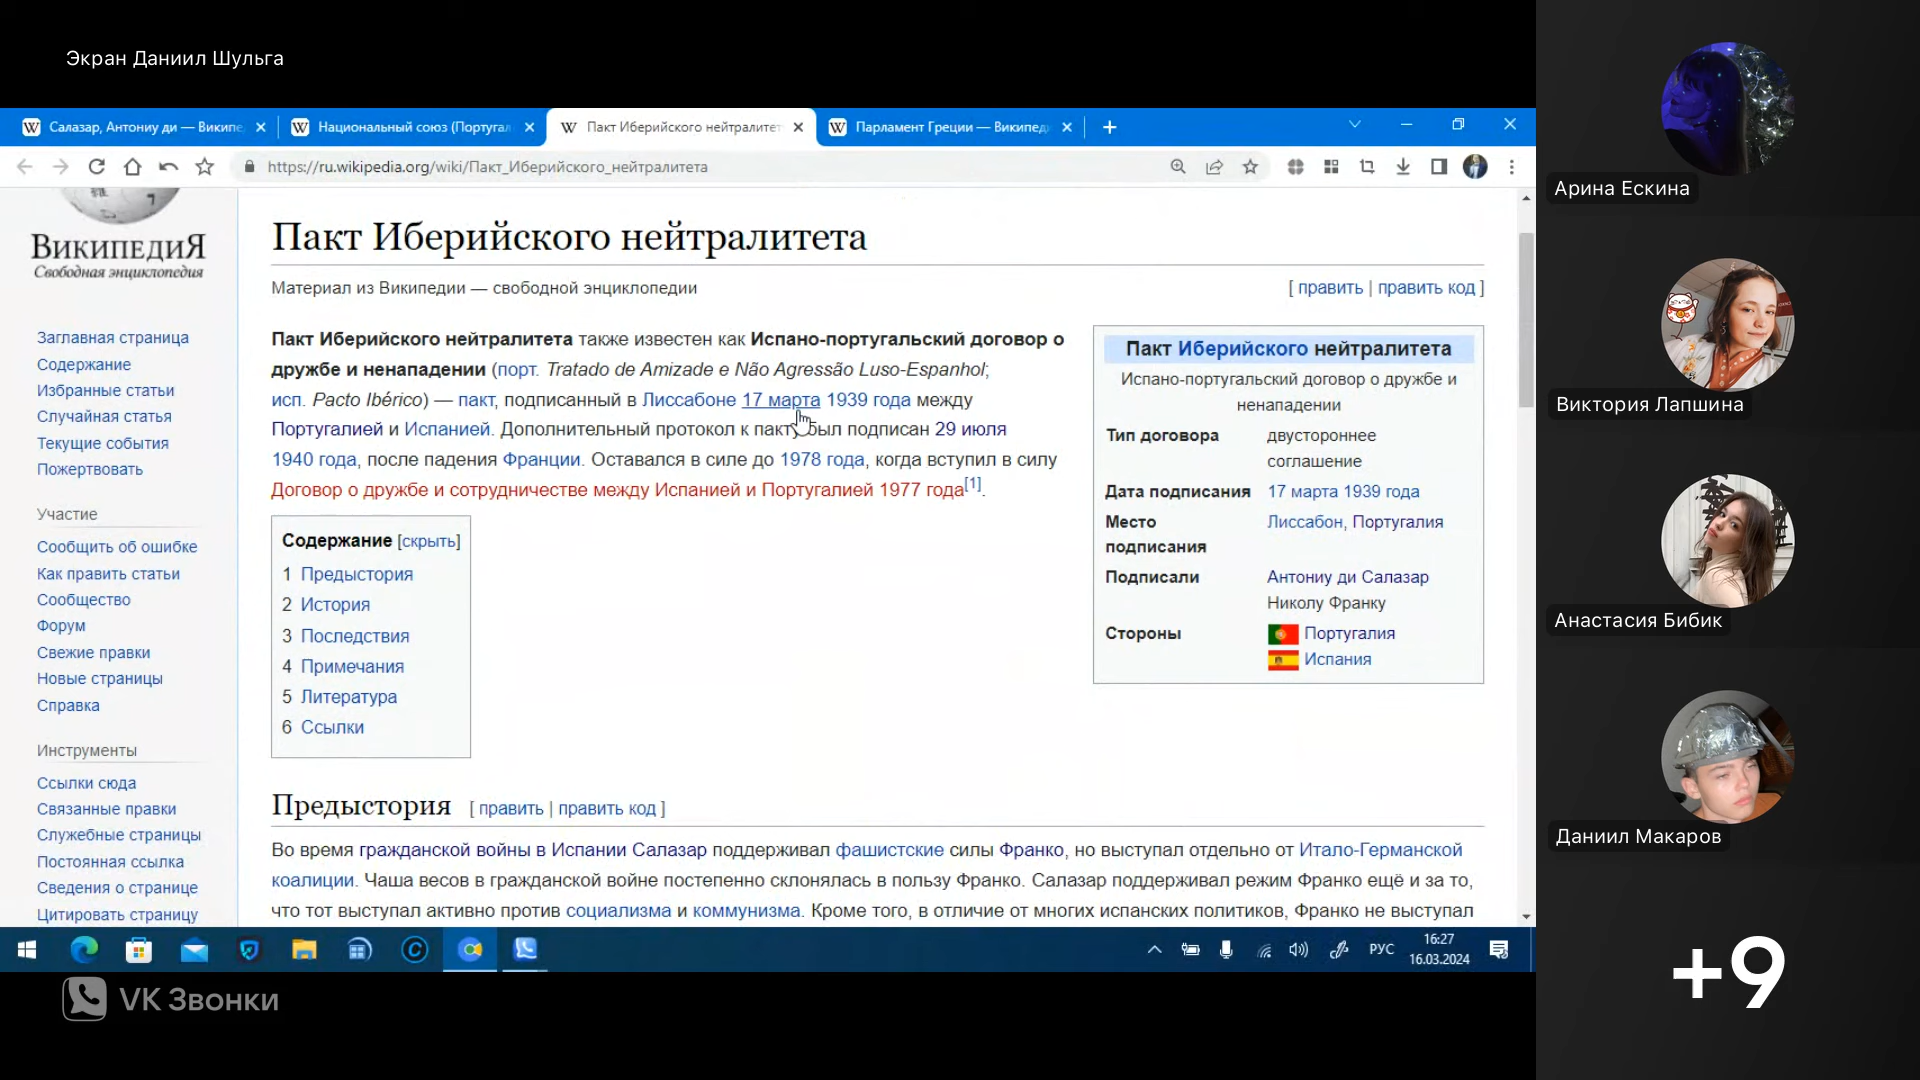 Экран Даниил Шульга
Салазар, Антониу ди — Википе
Национальный союз (Португал
Пакт Иберийского нейтралитет
Парламент Греции — Википеди
https://ru.wikipedia.org/wiki/Пакт_Иберийского_нейтралитета
ВикипедиЯ
Свободная энциклопедия
Заглавная страница
Содержание
Избранные статьи
Случайная статья
Текущие события
Пожертвовать
Участие
Сообщить об ошибке
Как править статьи
Сообщество
Форум
Свежие правки
Новые страницы
Справка
Инструменты
Ссылки сюда
Связанные правки
Служебные страницы
Постоянная ссылка
Сведения о странице
Цитировать страницу
Пакт Иберийского нейтралитета
Материал из Википедии — свободной энциклопедии
[ править | править код ]
Пакт Иберийского нейтралитета также известен как Испано-португальский договор о
дружбе и ненападении (порт. Tratado de Amizade e Não Agressão Luso-Espanhol;
исп. Pacto Ibérico) — пакт, подписанный в Лиссабоне 17 марта 1939 года между
Португалией и Испанией. Дополнительный протокол к пакту был подписан 29 июля
1940 года, после падения Франции. Оставался в силе до 1978 года, когда вступил в силу
Договор о дружбе и сотрудничестве между Испанией и Португалией 1977 года[1].
Пакт Иберийского нейтралитета
Испано-португальский договор о дружбе и
ненападении
Тип договора двустороннее
соглашение
Дата подписания 17 марта 1939 года
Место Лиссабон, Португалия
подписания
Подписали Антониу ди Салазар
Николу Франку
Стороны Португалия
Испания
Содержание [скрыть]
1 Предыстория
2 История
3 Последствия
4 Примечания
5 Литература
6 Ссылки
Предыстория [ править | править код ]
Во время гражданской войны в Испании Салазар поддерживал фашистские силы Франко, но выступал отдельно от Итало-Германской
коалиции. Чаша весов в гражданской войне постепенно склонялась в пользу Франко. Салазар поддерживал режим Франко ещё и за то,
что тот выступал активно против социализма и коммунизма. Кроме того, в отличие от многих испанских политиков, Франко не выступал
РУС
16:27
16.03.2024
VK Звонки
Арина Ескина
Виктория Лапшина
Анастасия Бибик
Даниил Макаров
+9